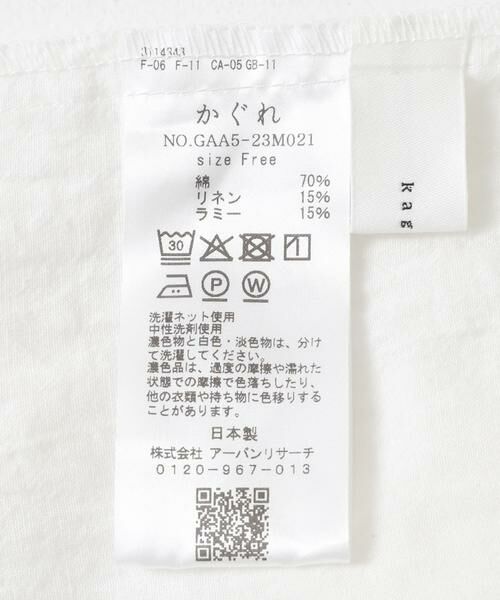 3114343
F-06 F-11 CA-05 GB-11
かぐれ
NO.GAA5-23M021
size Free
綿 70%
リネン 15%
ラミー 15%
30
P W
洗濯ネット使用
中性洗剤使用
濃色物と白色・淡色物は、分け
て洗濯してください。
濃色品は、過度の摩擦や濡れた
状態での摩擦で色落ちしたり、
他の衣類や持ち物に色移りする
ことがあります。
日本製
株式会社 アーバンリサーチ
0120-967-013
kag